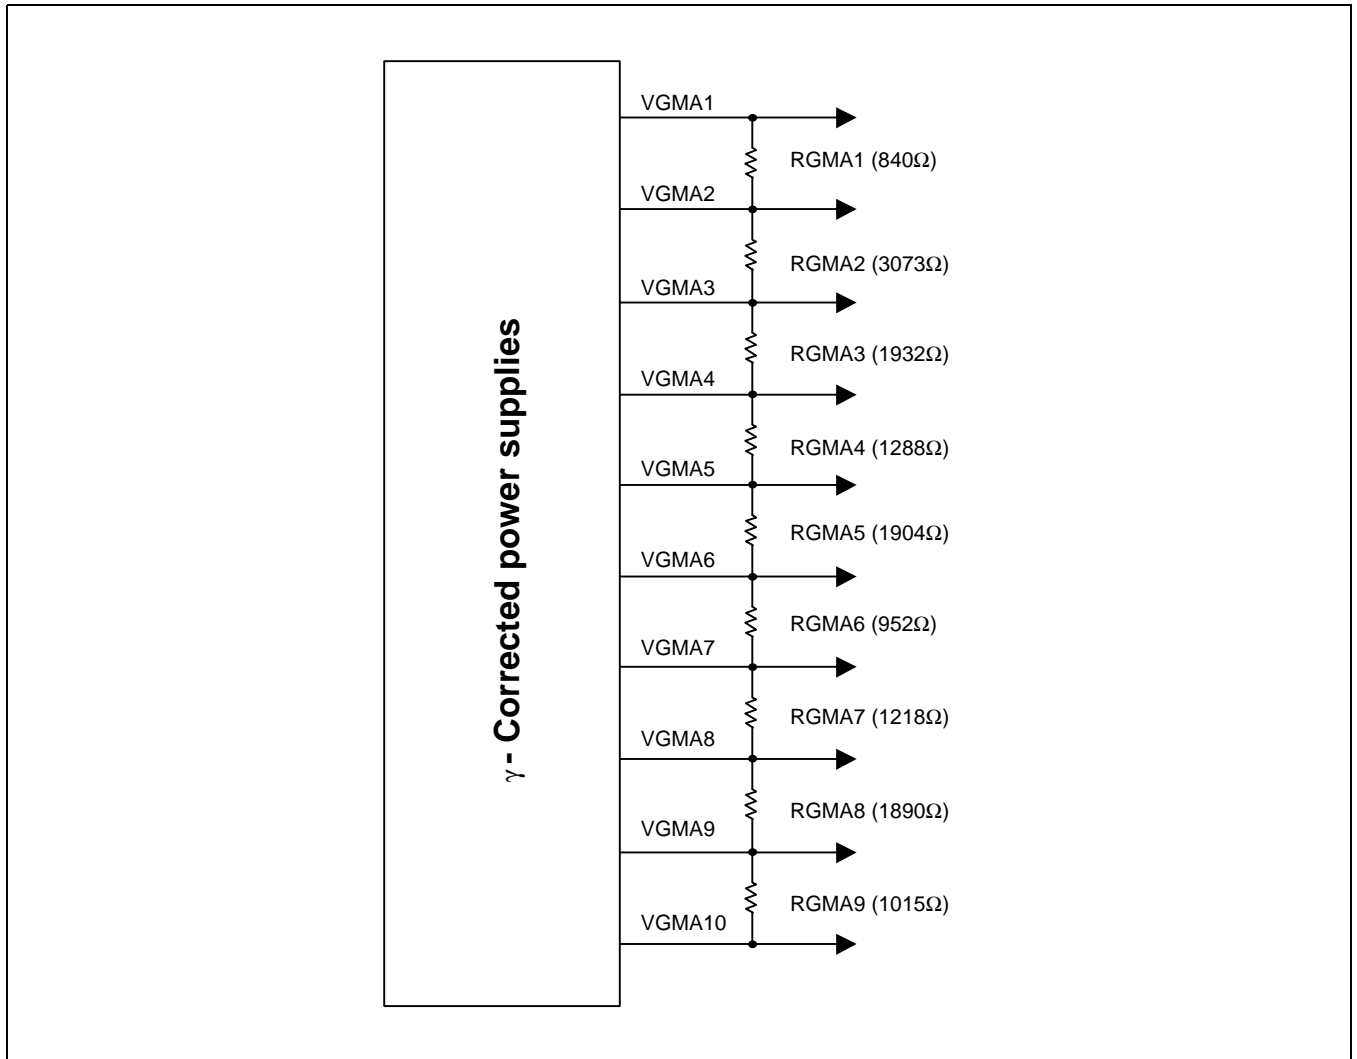 γ - Corrected power supplies
VGMA1
RGMA1 (840Ω)
VGMA2
RGMA2 (3073Ω)
VGMA3
RGMA3 (1932Ω)
VGMA4
RGMA4 (1288Ω)
VGMA5
RGMA5 (1904Ω)
VGMA6
RGMA6 (952Ω)
VGMA7
RGMA7 (1218Ω)
VGMA8
RGMA8 (1890Ω)
VGMA9
RGMA9 (1015Ω)
VGMA10